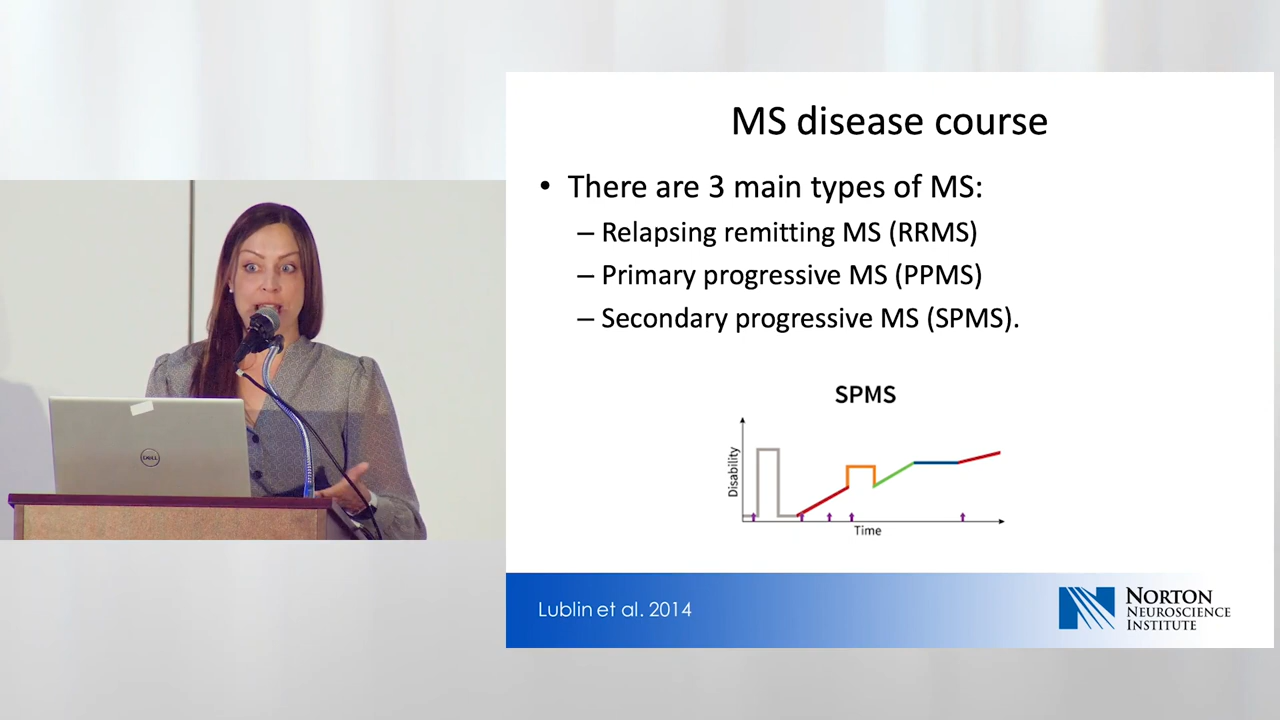 MS disease course
• There are 3 main types of MS:
– Relapsing remitting MS (RRMS)
– Primary progressive MS (PPMS)
– Secondary progressive MS (SPMS).
SPMS
Disability
Time
Lublin et al. 2014
NORTON
NEUROSCIENCE
INSTITUTE
DELL